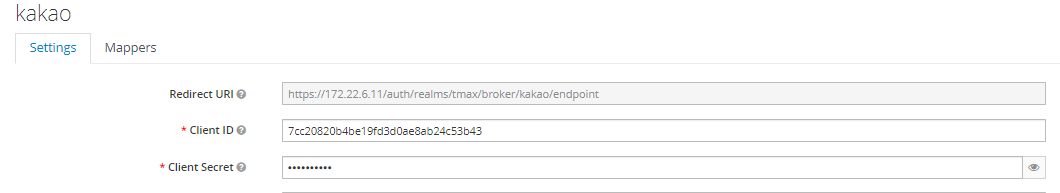 kakao
Settings Mappers
Redirect URI https://172.22.6.11/auth/realms/tmax/broker/kakao/endpoint
* Client ID 7cc20820b4be19fd3d0ae8ab24c53b43
* Client Secret ••••••••••